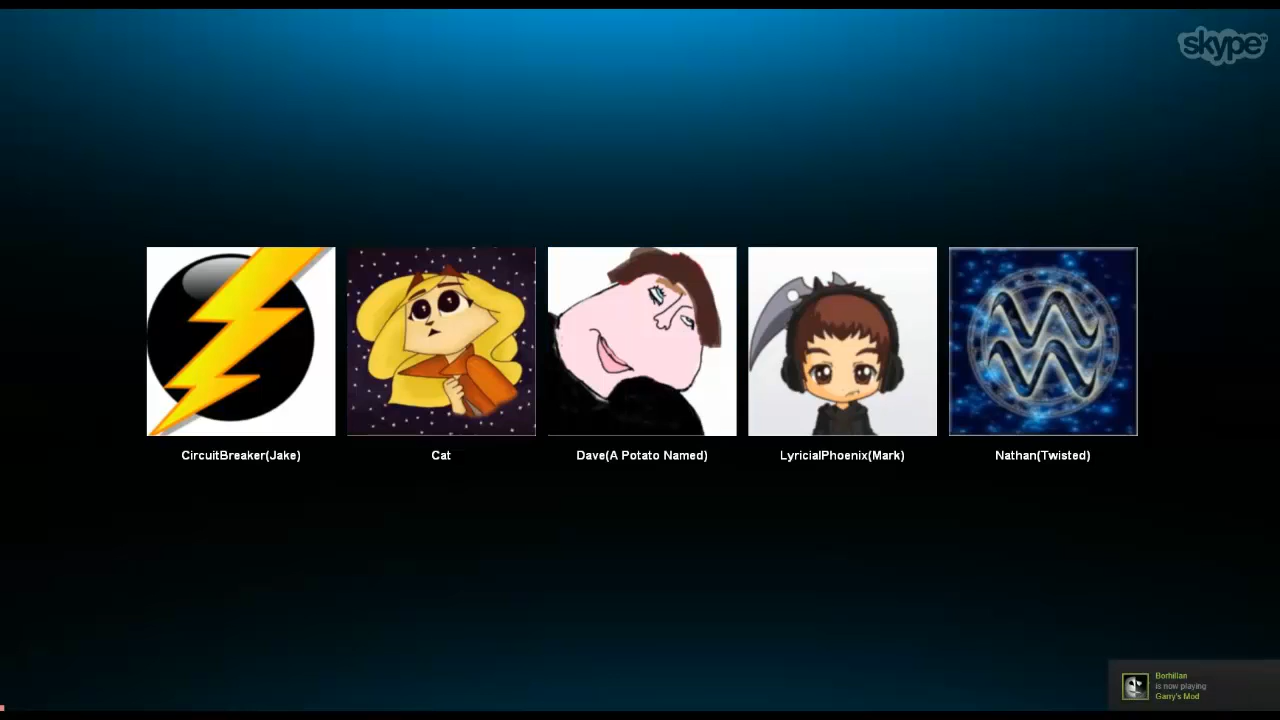 skype
CircuitBreaker(Jake)
Cat
Dave(A Potato Named)
LyricialPhoenix(Mark)
Nathan(Twisted)
Borhillan
is now playing
Garry's Mod